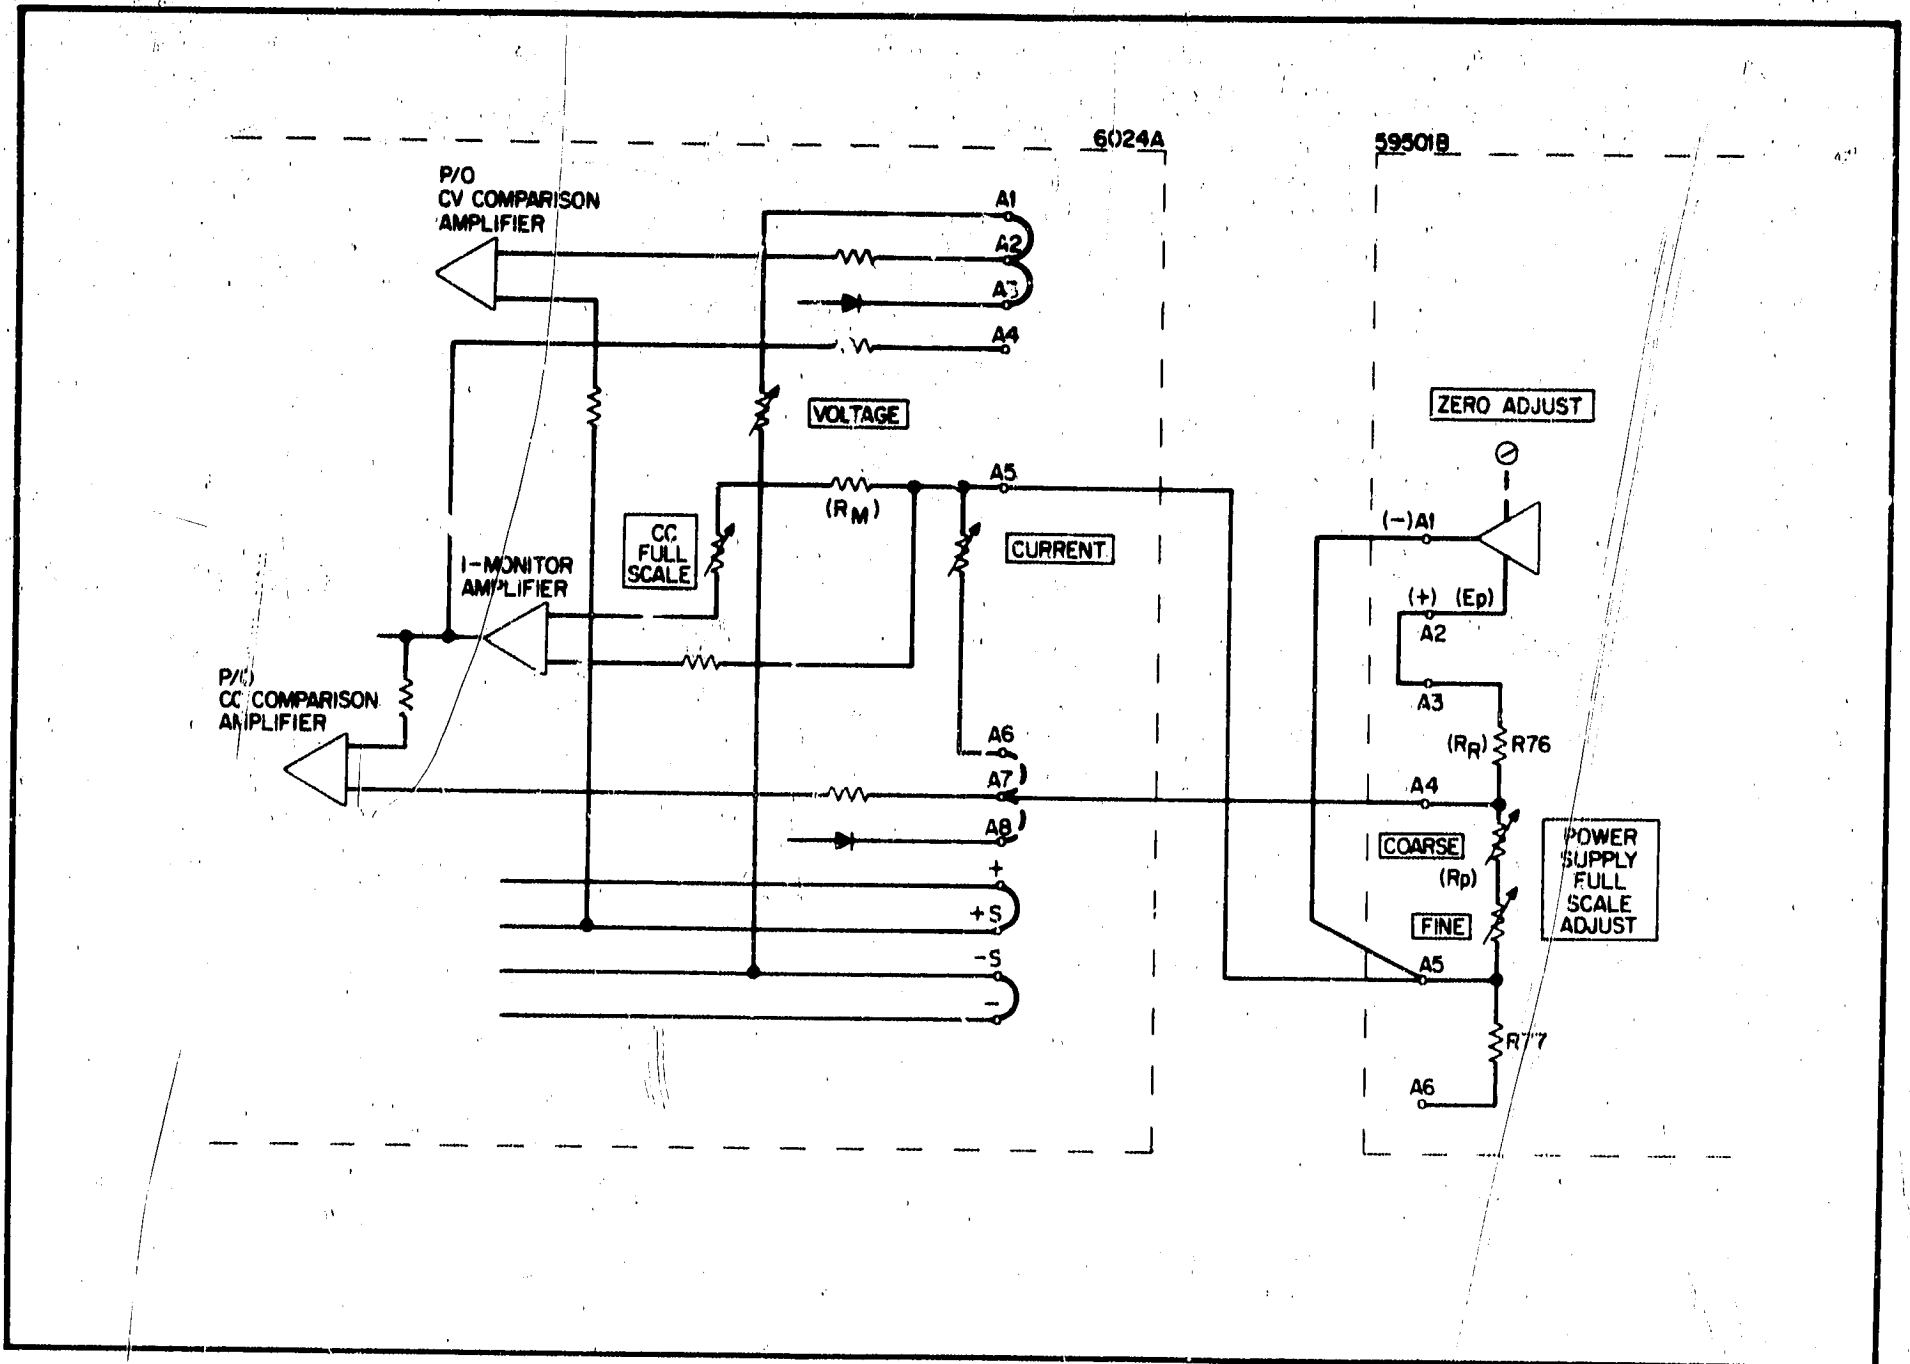 6024A
59501B
P/O
CV COMPARISON
AMPLIFIER
A1
A2
A3
A4
VOLTAGE
ZERO ADJUST
A5
(RM)
CC
FULL
SCALE
CURRENT
(-)A1
I-MONITOR
AMPLIFIER
(+) (Ep)
A2
A3
P/O
CC COMPARISON
AMPLIFIER
A6
(RR) R76
A7
A4
A8
COARSE
(Rp)
POWER
SUPPLY
FULL
SCALE
ADJUST
+
+S
FINE
-S
A5
-
R77
A6